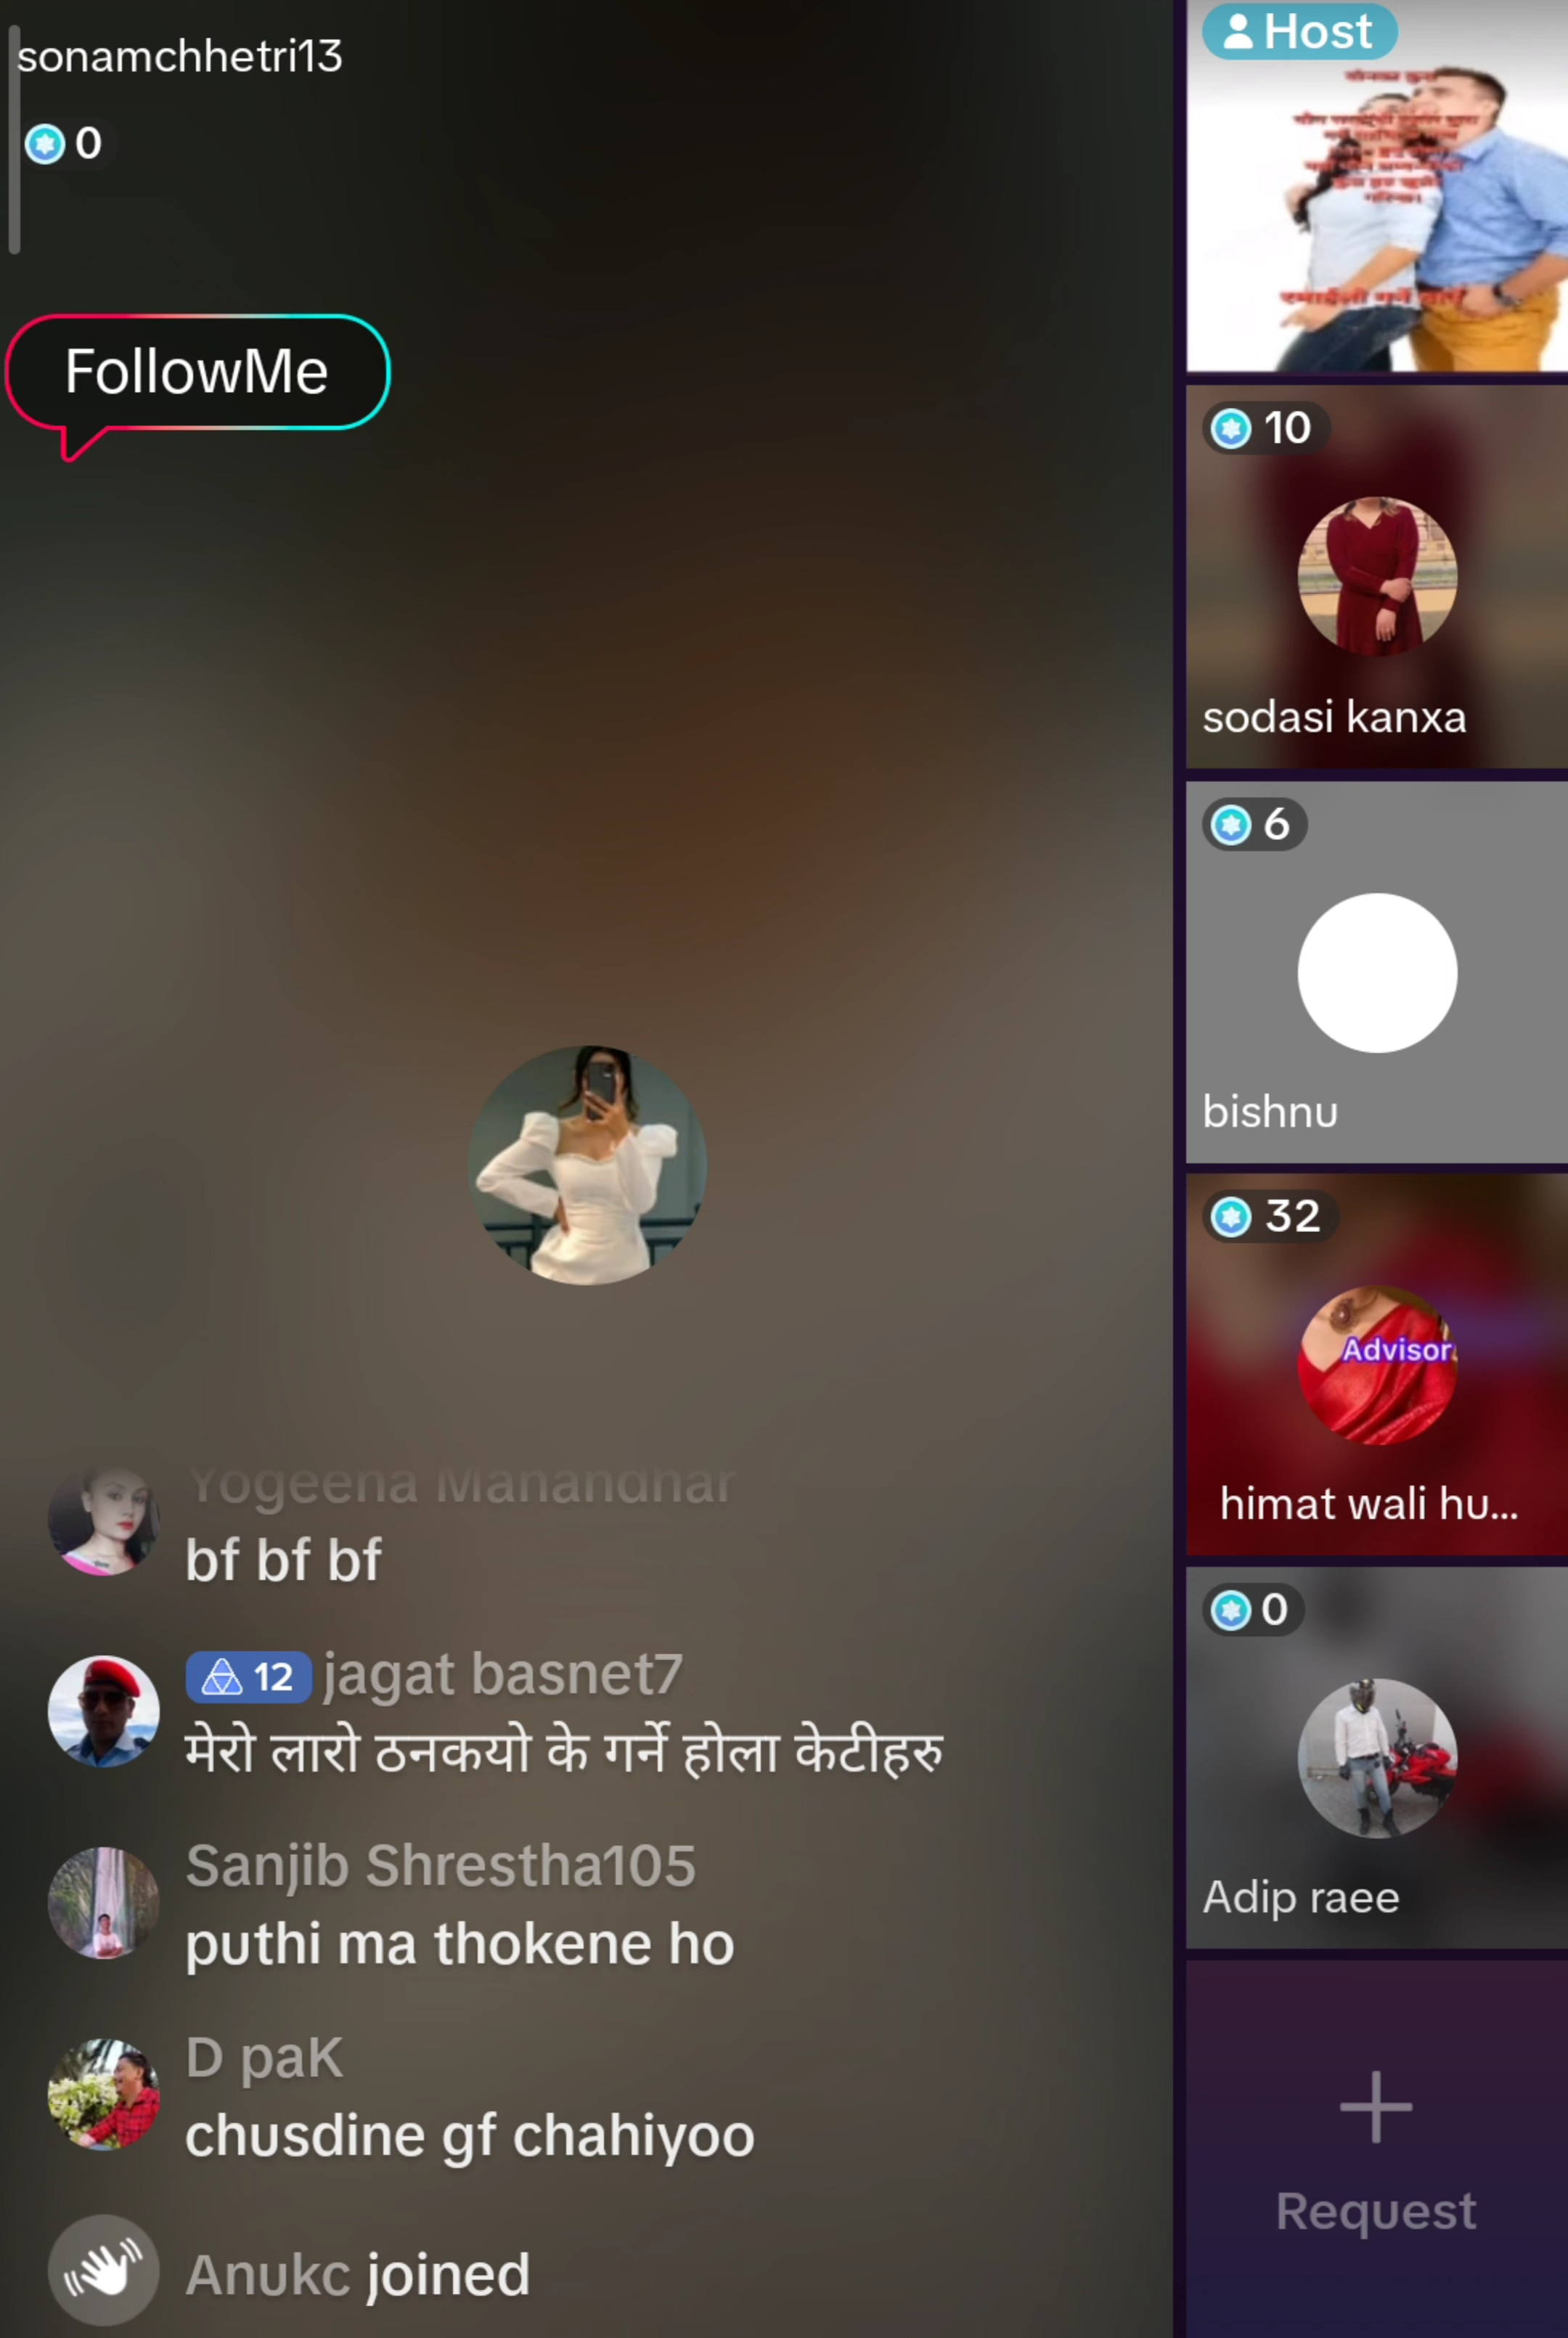 sonamchhetri13
0
FollowMe
Host
10
sodasi kanxa
6
bishnu
32
Advisor
himat wali hu...
0
Adip raee
Request
Yogeena Manandhar
bf bf bf
12 jagat basnet7
मेरो लारो ठनकयो के गर्ने होला केटीहरु
Sanjib Shrestha105
puthi ma thokene ho
D paK
chusdine gf chahiyoo
Anukc joined